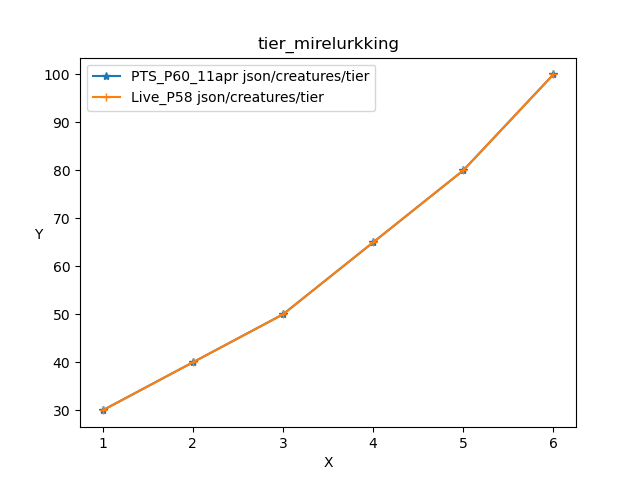 tier_mirelurkking
PTS_P60_11apr json/creatures/tier
Live_P58 json/creatures/tier
100
90
80
70
60
50
40
30
Y
1 2 3 4 5 6
X